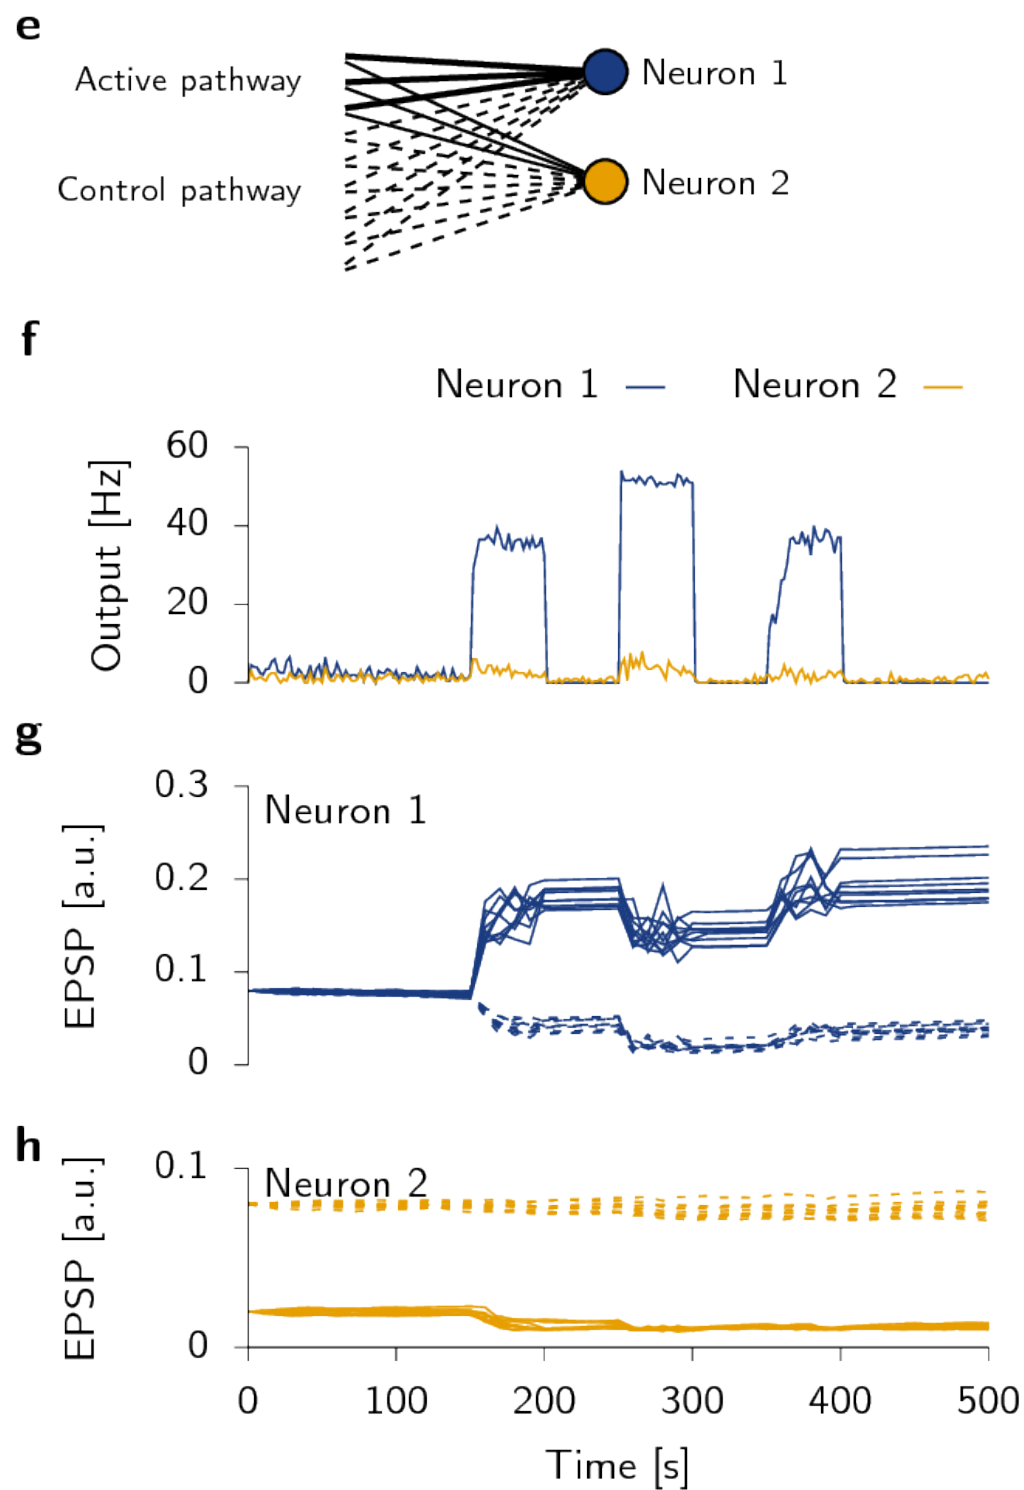 e
Active pathway
Neuron 1
Control pathway
Neuron 2
f
Neuron 1
Neuron 2
60
40
20
0
Output [Hz]
g
0.3
0.2
0.1
0
Neuron 1
EPSP [a.u.]
h
0.1
0
Neuron 2
EPSP [a.u.]
0 100 200 300 400 500
Time [s]